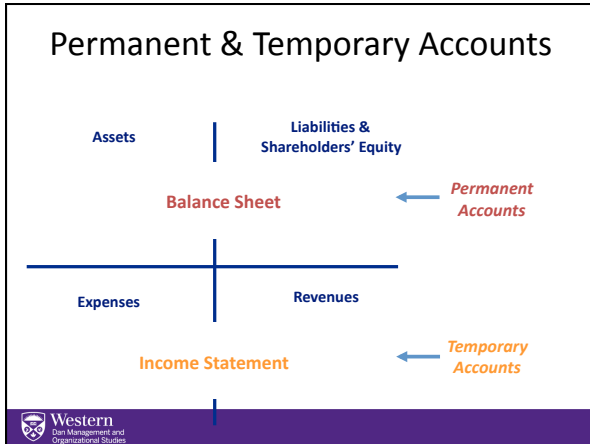 Permanent & Temporary Accounts
Assets
Liabilities &
Shareholders' Equity
Balance Sheet
Permanent
Accounts
Expenses
Revenues
Income Statement
Temporary
Accounts
Western
Dan Management and
Organizational Studies